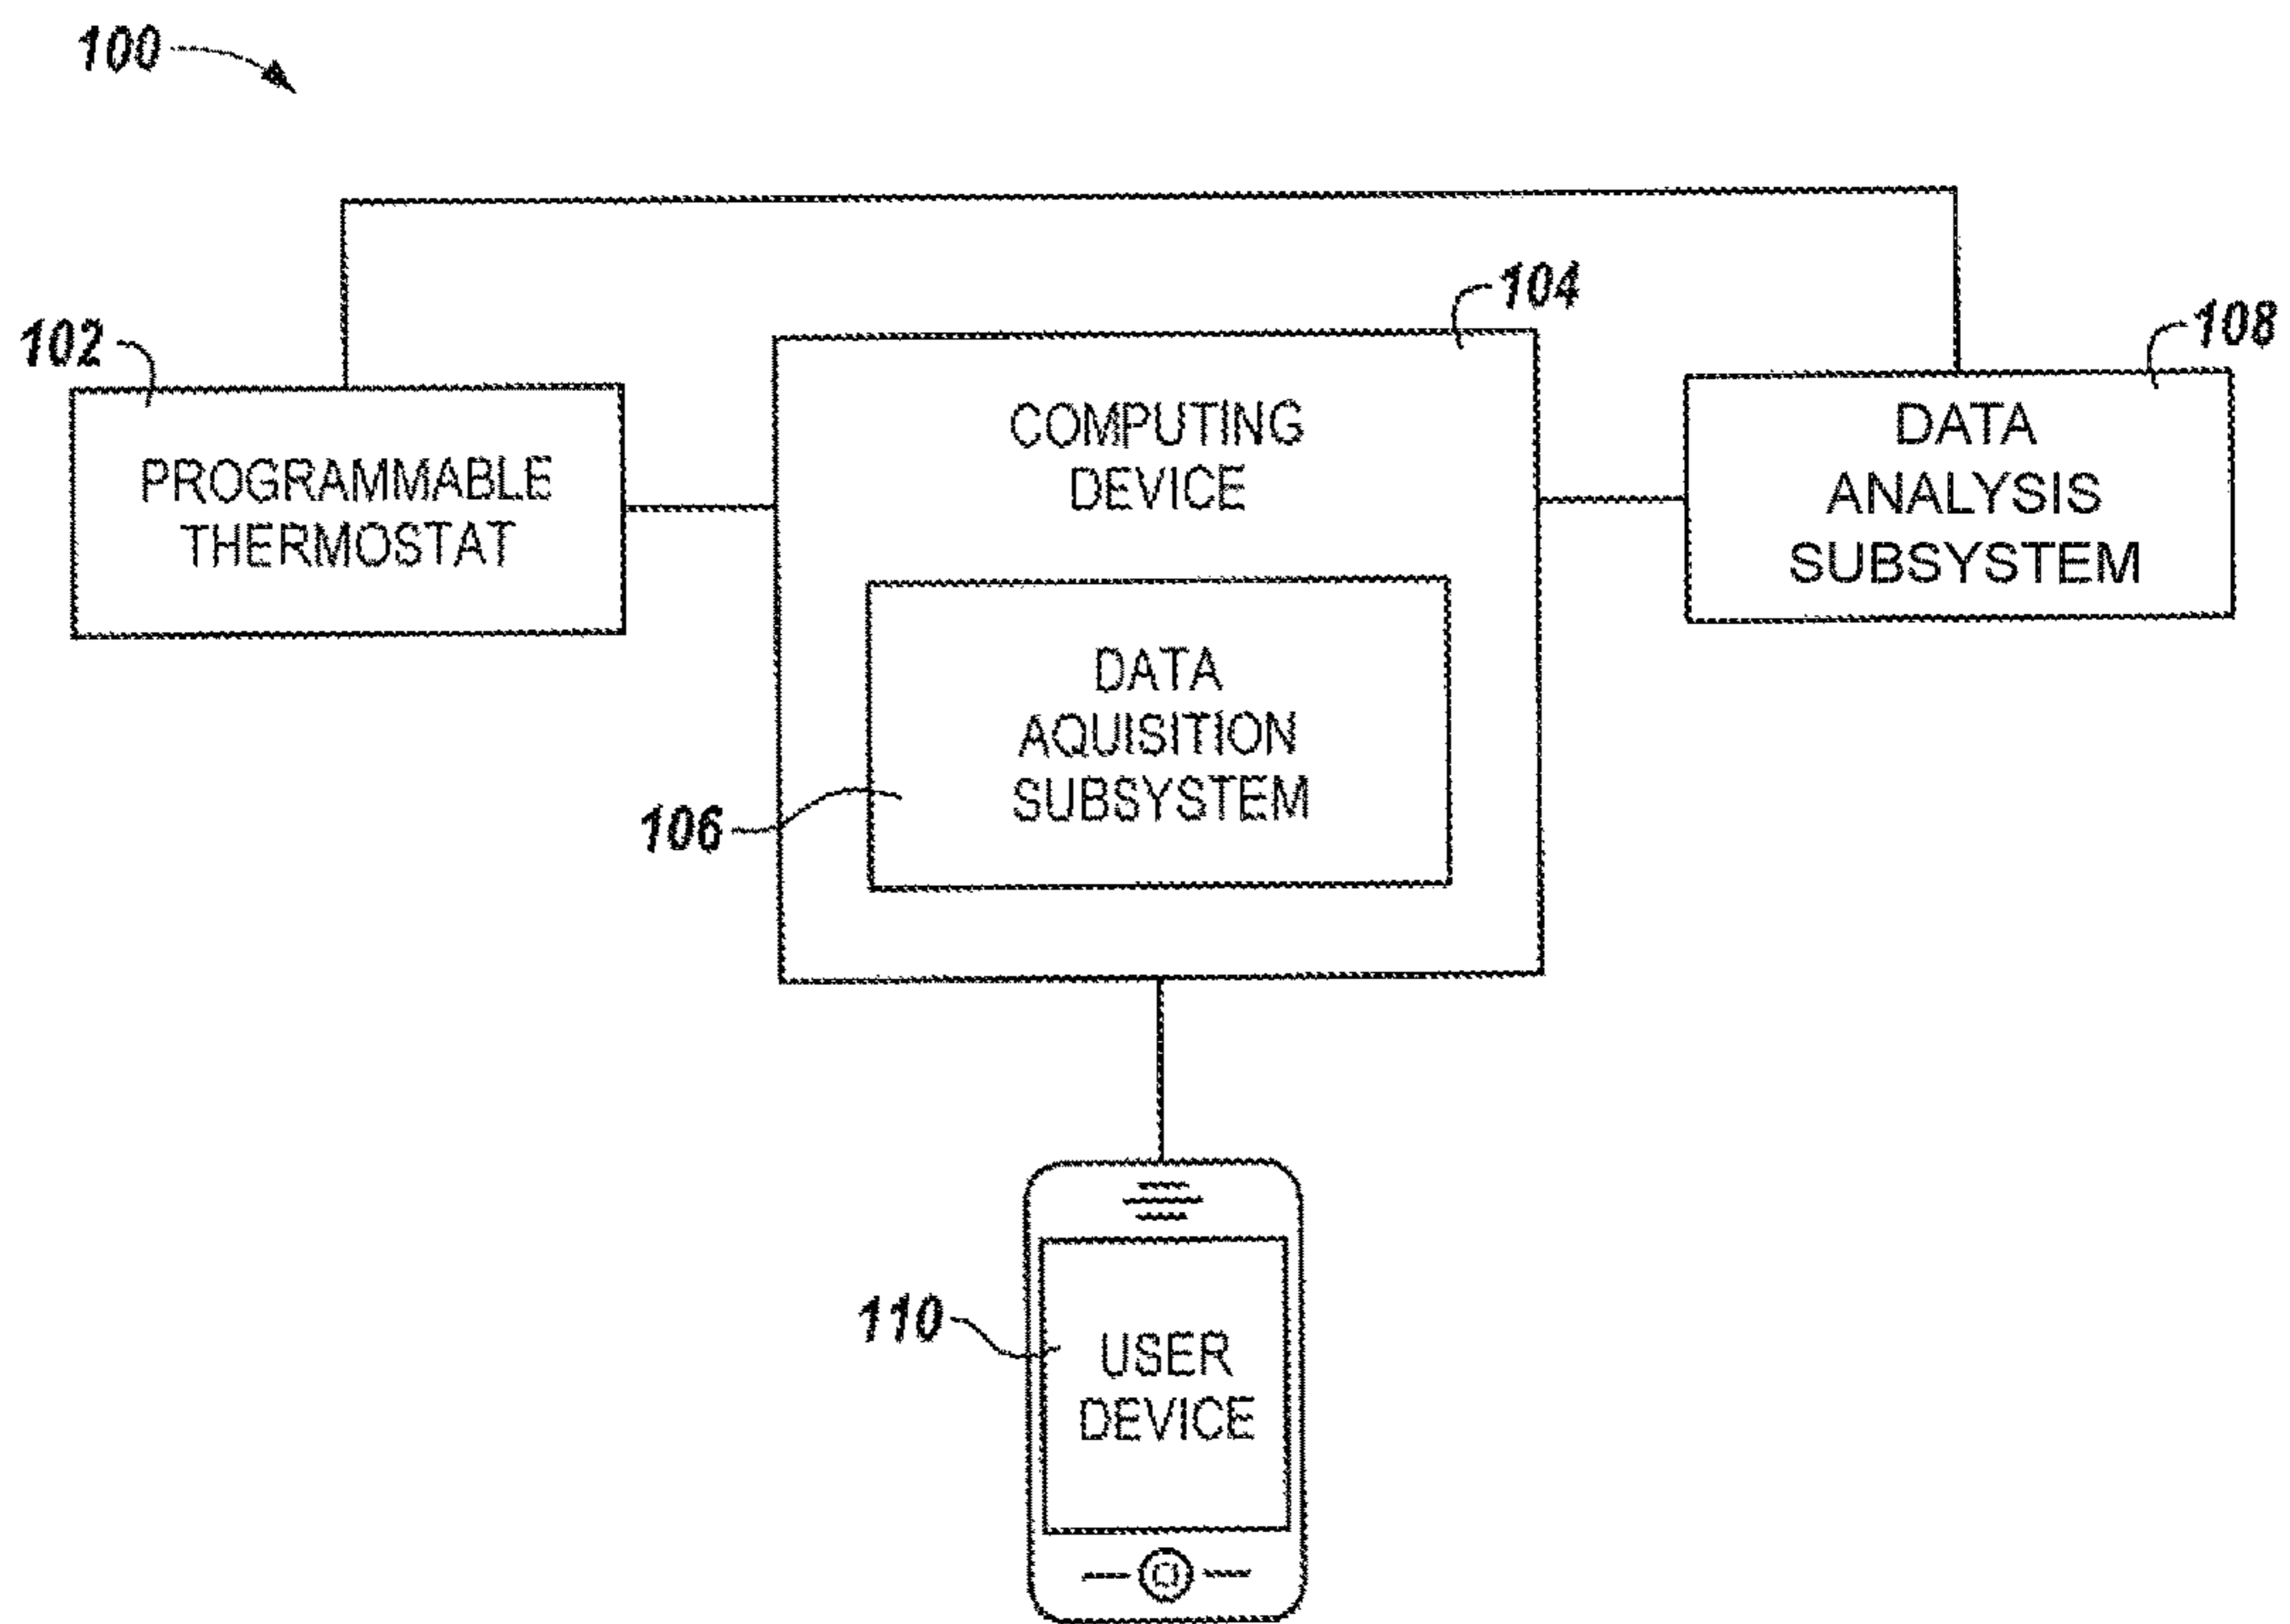 100
104
108
102
COMPUTING
DEVICE
DATA
ANALYSIS
SUBSYSTEM
PROGRAMMABLE
THERMOSTAT
DATA
AQUISITION
SUBSYSTEM
106
110
USER
DEVICE